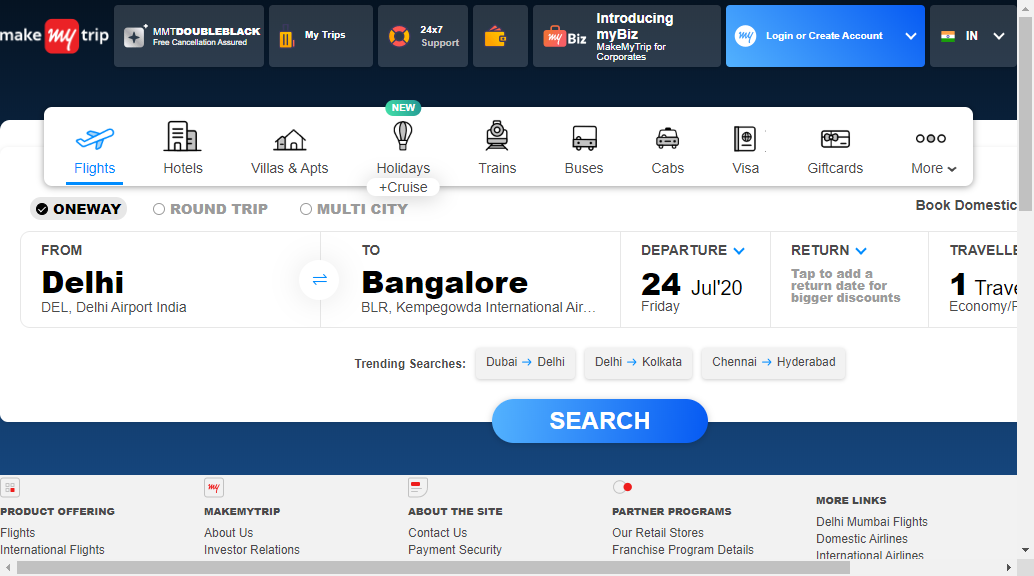 make my trip
MMTDOUBLEBLACK
Free Cancellation Assured
My Trips
24x7
Support
my Biz
Introducing
myBiz
MakeMyTrip for
Corporates
my
Login or Create Account
IN
NEW
Flights
Hotels
Villas & Apts
Holidays
Trains
Buses
Cabs
Visa
Giftcards
More
+Cruise
ONEWAY
ROUND TRIP
MULTI CITY
Book Domestic
FROM
Delhi
DEL, Delhi Airport India
TO
Bangalore
BLR, Kempegowda International Air...
DEPARTURE
24 Jul'20
Friday
RETURN
Tap to add a
return date for
bigger discounts
TRAVELLE
1 Trave
Economy/P
Trending Searches:
Dubai → Delhi
Delhi → Kolkata
Chennai → Hyderabad
SEARCH
PRODUCT OFFERING
Flights
International Flights
my
MAKEMYTRIP
About Us
Investor Relations
ABOUT THE SITE
Contact Us
Payment Security
PARTNER PROGRAMS
Our Retail Stores
Franchise Program Details
MORE LINKS
Delhi Mumbai Flights
Domestic Airlines
International Airlines